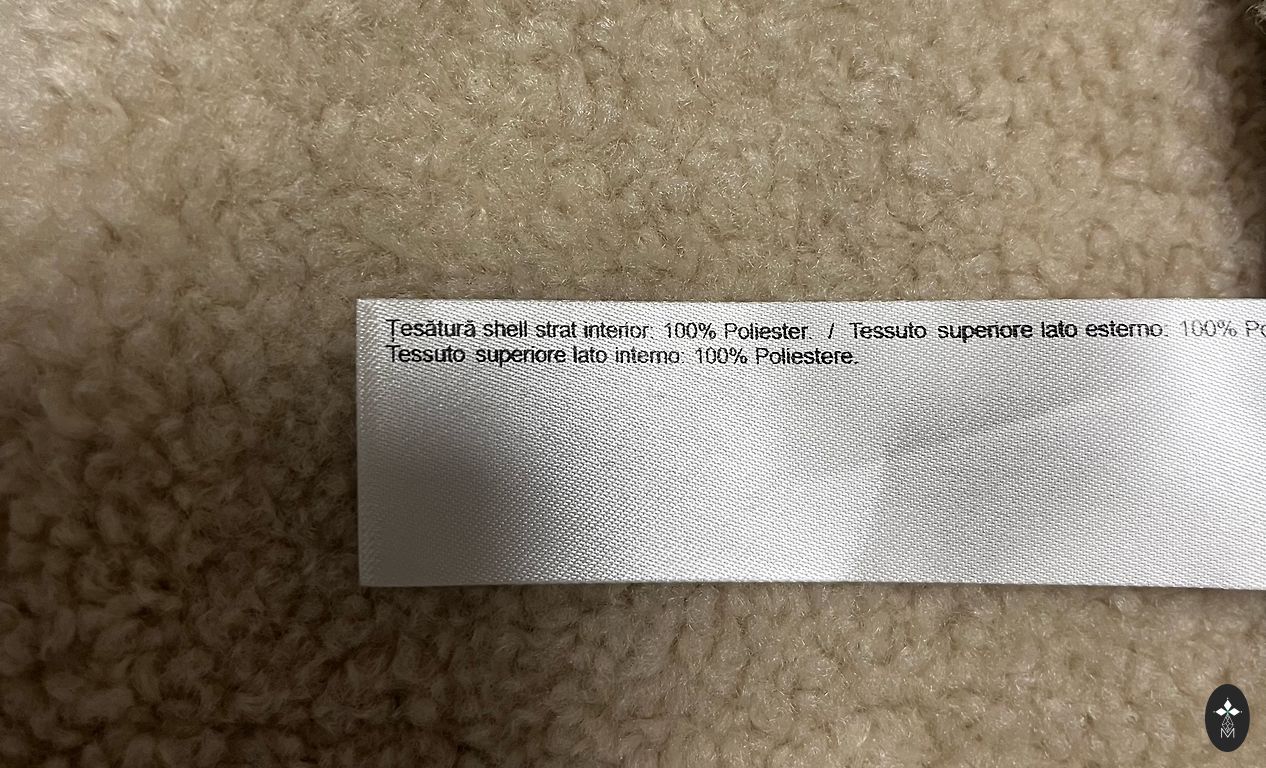 Țesătură shell strat interior: 100% Poliester. / Tessuto superiore lato esterno: 100%
Tessuto superiore lato interno: 100% Poliestere.
M